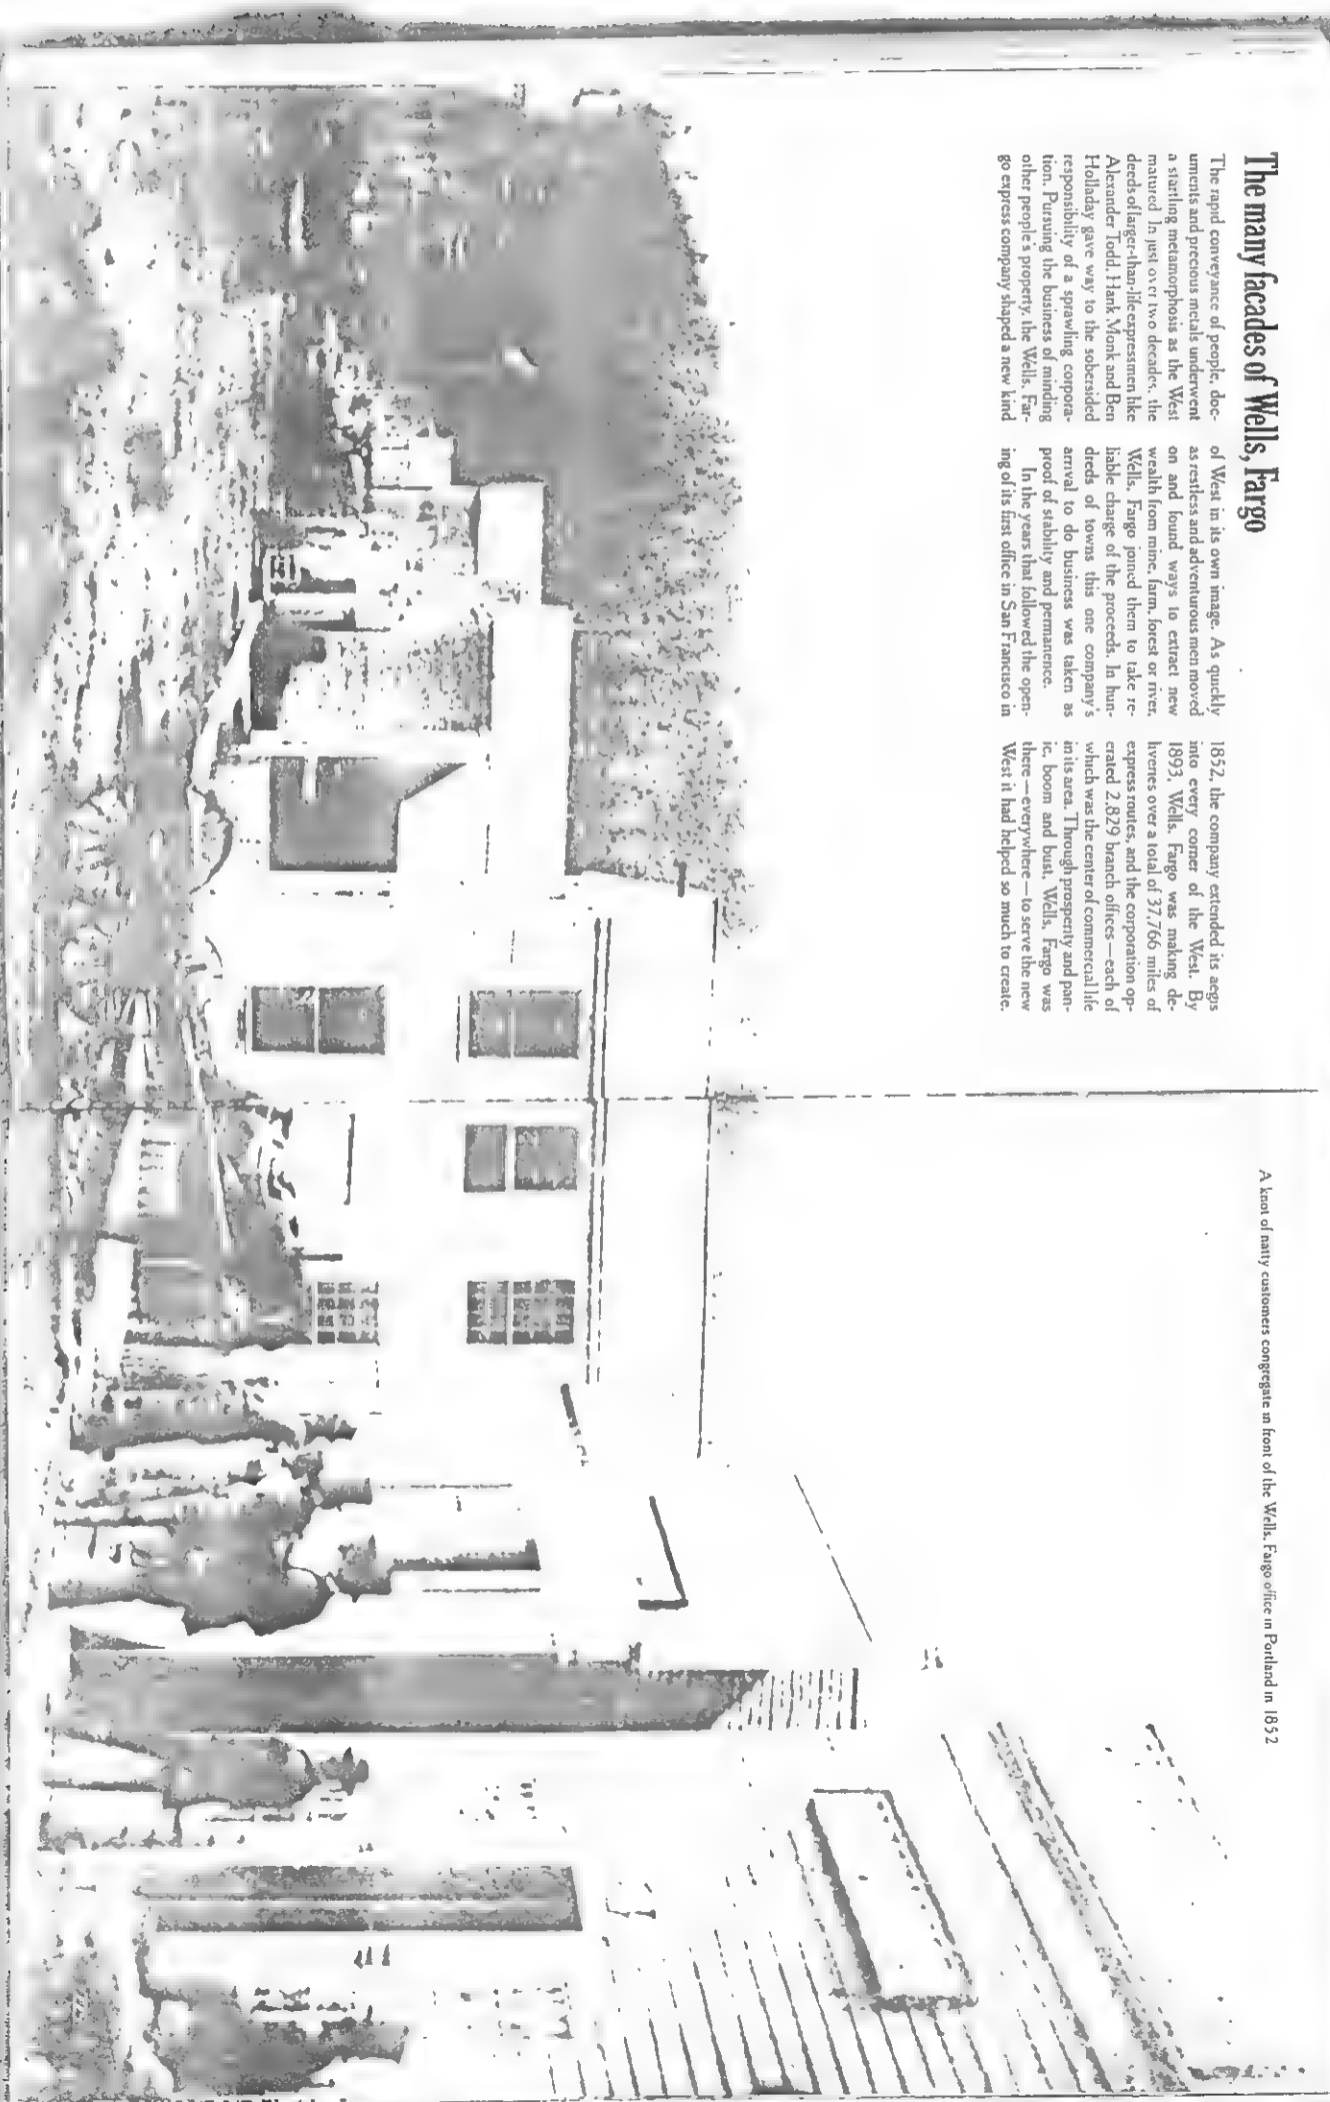 The many facades of Wells, Fargo
The rapid conveyance of people, doc-
uments and precious metals underwent
a startling metamorphosis as the West
matured. In just over two decades, the
deeds of larger-than-life expressmen like
Alexander Todd, Hank Monk and Ben
Holladay gave way to the sobersided
responsibility of a sprawling corpora-
tion. Pursuing the business of minding
other people's property, the Wells, Far-
go express company shaped a new kind
of West in its own image. As quickly
as restless and adventurous men moved
on and found ways to extract new
wealth from mine, farm, forest or river,
Wells, Fargo joined them to take re-
liable charge of the proceeds. In hun-
dreds of towns this one company's
arrival to do business was taken as
proof of stability and permanence.
In the years that followed the open-
ing of its first office in San Francisco in
1852, the company extended its aegis
into every corner of the West. By
1893, Wells, Fargo was making de-
liveries over a total of 37,766 miles of
express routes, and the corporation op-
erated 2,829 branch offices—each of
which was the center of commercial life
in its area. Through prosperity and pan-
ic, boom and bust, Wells, Fargo was
there—everywhere—to serve the new
West it had helped so much to create.
A knot of natty customers congregate in front of the Wells, Fargo office in Portland in 1852